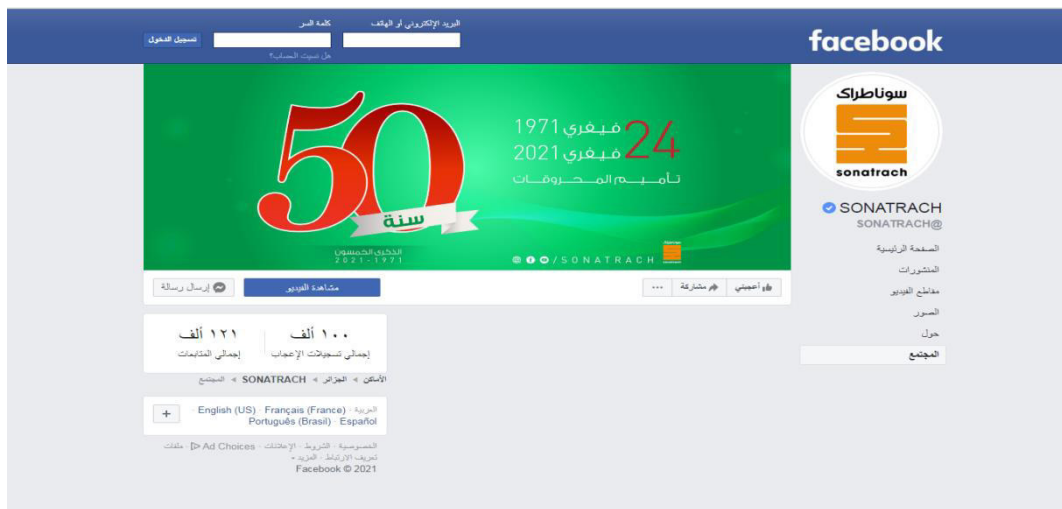 facebook
البريد الإلكتروني أو الهاتف
كلمة السر
تسجيل الدخول
هل نسيت الحساب؟
سوناطراك
sonatrach
SONATRACH
@SONATRACH
الصفحة الرئيسية
المنشورات
مقاطع الفيديو
الصور
حول
المجتمع
24 فيفري 1971
فيفري 2021
تأميم المحروقات
50
سنة
الذكرى الخمسون
2021-1971
/SONATRACH
أعجبني
مشاركة
...
مشاهدة الفيديو
إرسال رسالة
١٠٠ ألف
إجمالي تسجيلات الإعجاب
١٢١ ألف
إجمالي المتابعات
الأماكن > الجزائر > SONATRACH > المجتمع
العربية · English (US) · Français (France) ·
Português (Brasil) · Español
+
الخصوصية · الشروط · الإعلانات · Ad Choices · ملفات
تعريف الارتباط · المزيد
Facebook © 2021